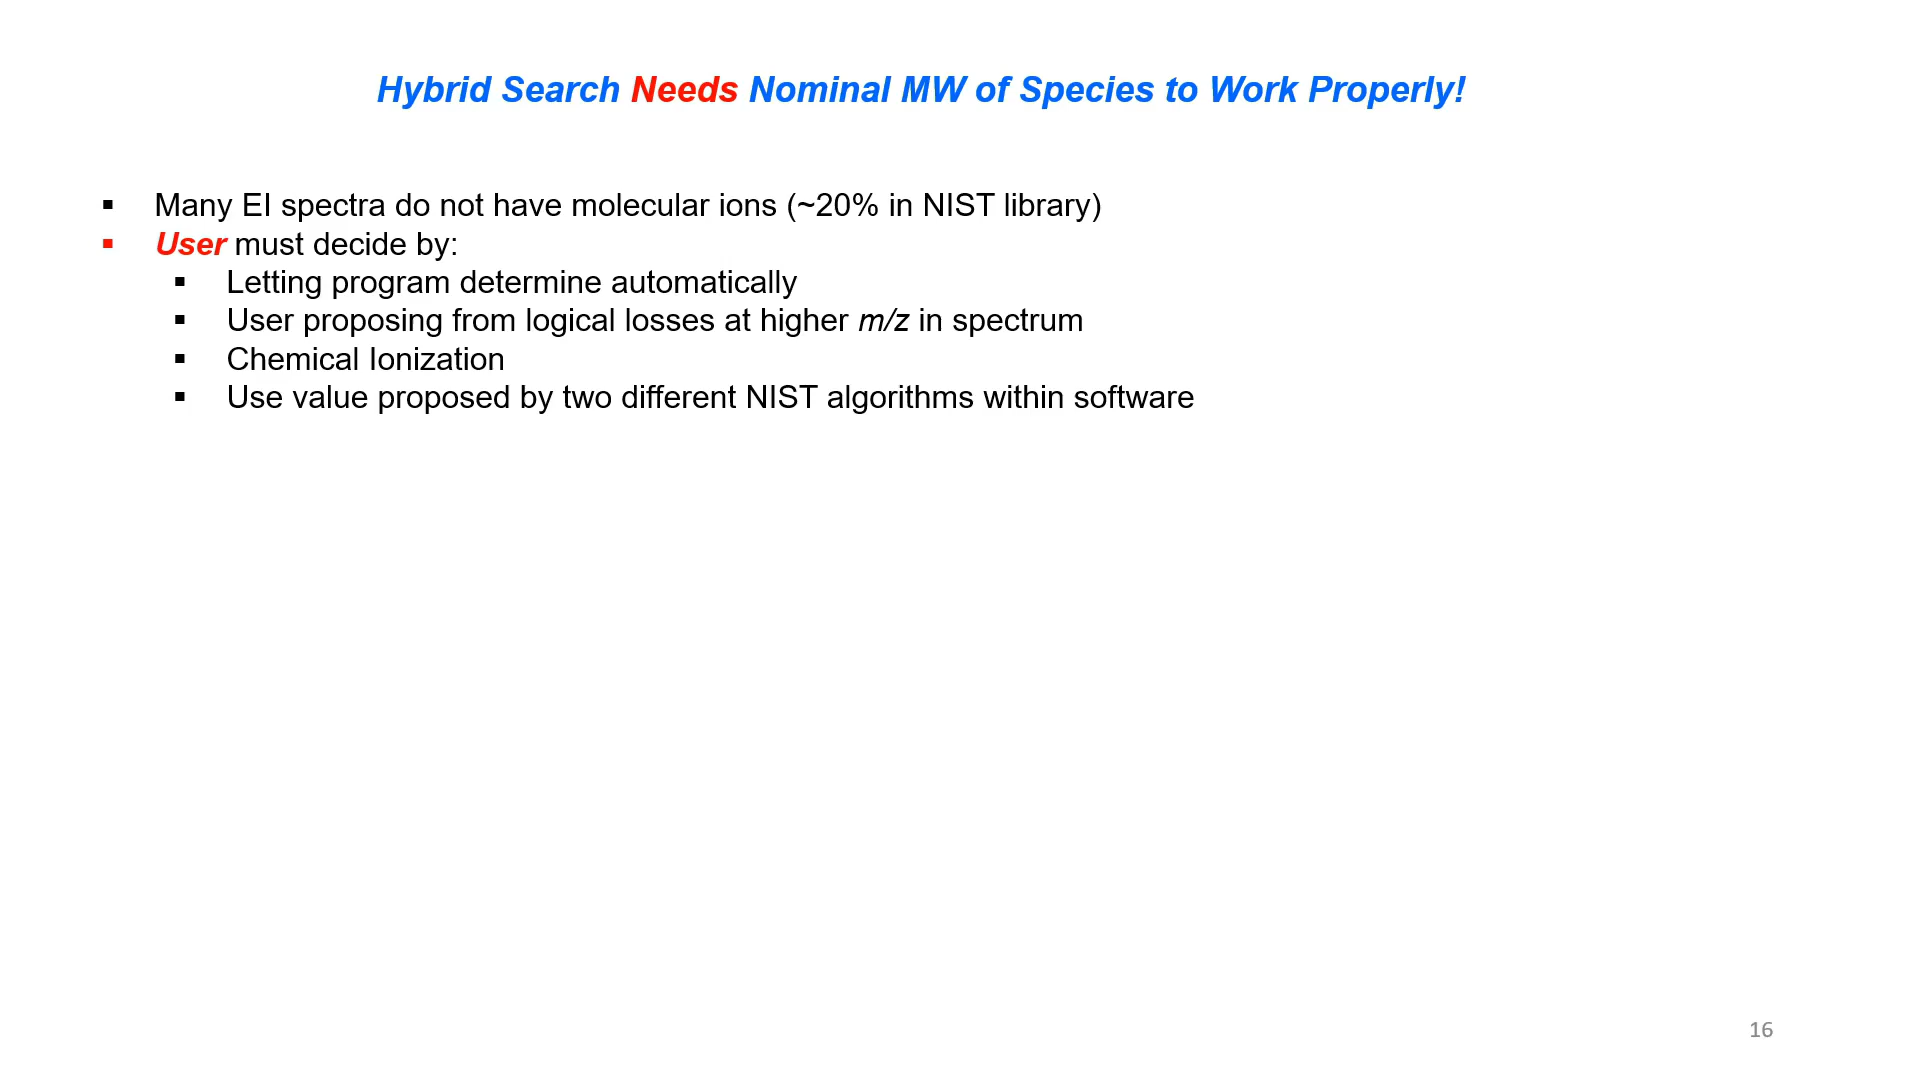 Hybrid Search Needs Nominal MW of Species to Work Properly!
▪ Many EI spectra do not have molecular ions (~20% in NIST library)
▪ User must decide by:
▪ Letting program determine automatically
▪ User proposing from logical losses at higher m/z in spectrum
▪ Chemical Ionization
▪ Use value proposed by two different NIST algorithms within software
16